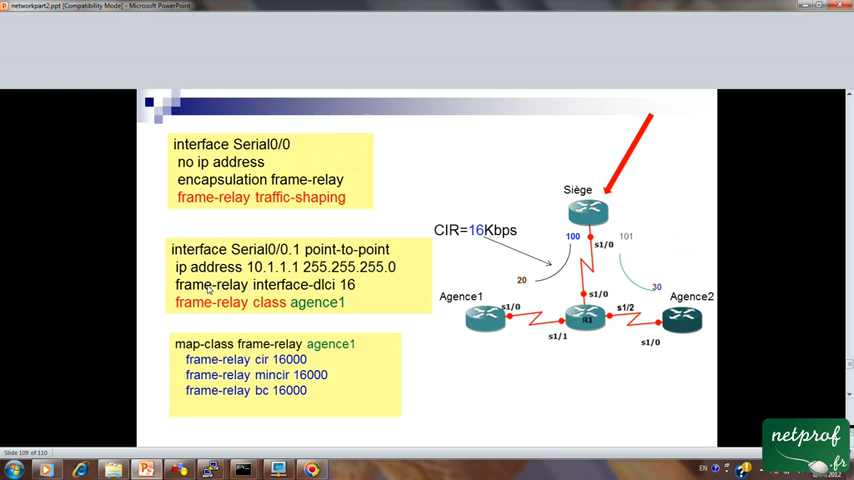 networkpart2.ppt [Compatibility Mode] - Microsoft PowerPoint
interface Serial0/0
no ip address
encapsulation frame-relay
frame-relay traffic-shaping
interface Serial0/0.1 point-to-point
ip address 10.1.1.1 255.255.255.0
frame-relay interface-dlci 16
frame-relay class agence1
map-class frame-relay agence1
frame-relay cir 16000
frame-relay mincir 16000
frame-relay bc 16000
Siège
CIR=16Kbps
100
101
s1/0
20
30
Agence1
s1/0
Agence2
s1/0
s1/2
R1
s1/1
s1/0
netprof
.fr
Slide 109 of 110
EN